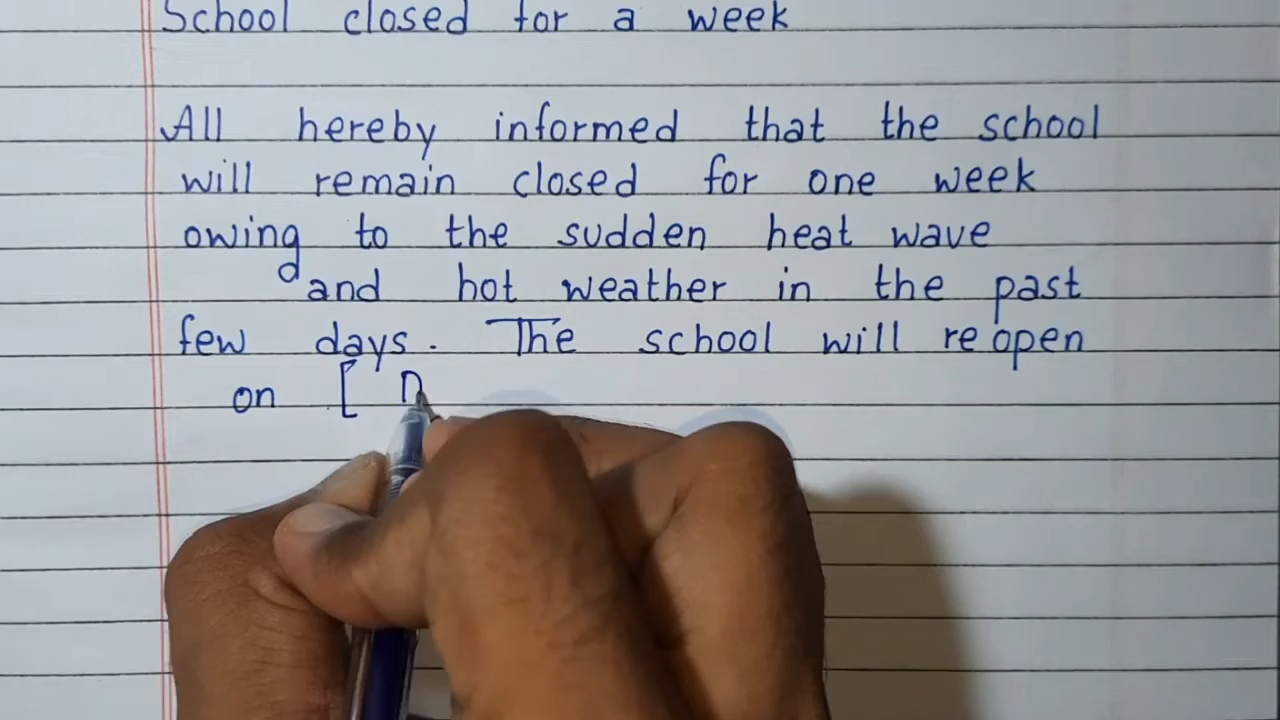 School closed for a week
All hereby informed that the school
will remain closed for one week
owing to the sudden heat wave
and hot weather in the past
few days. The school will reopen
on [